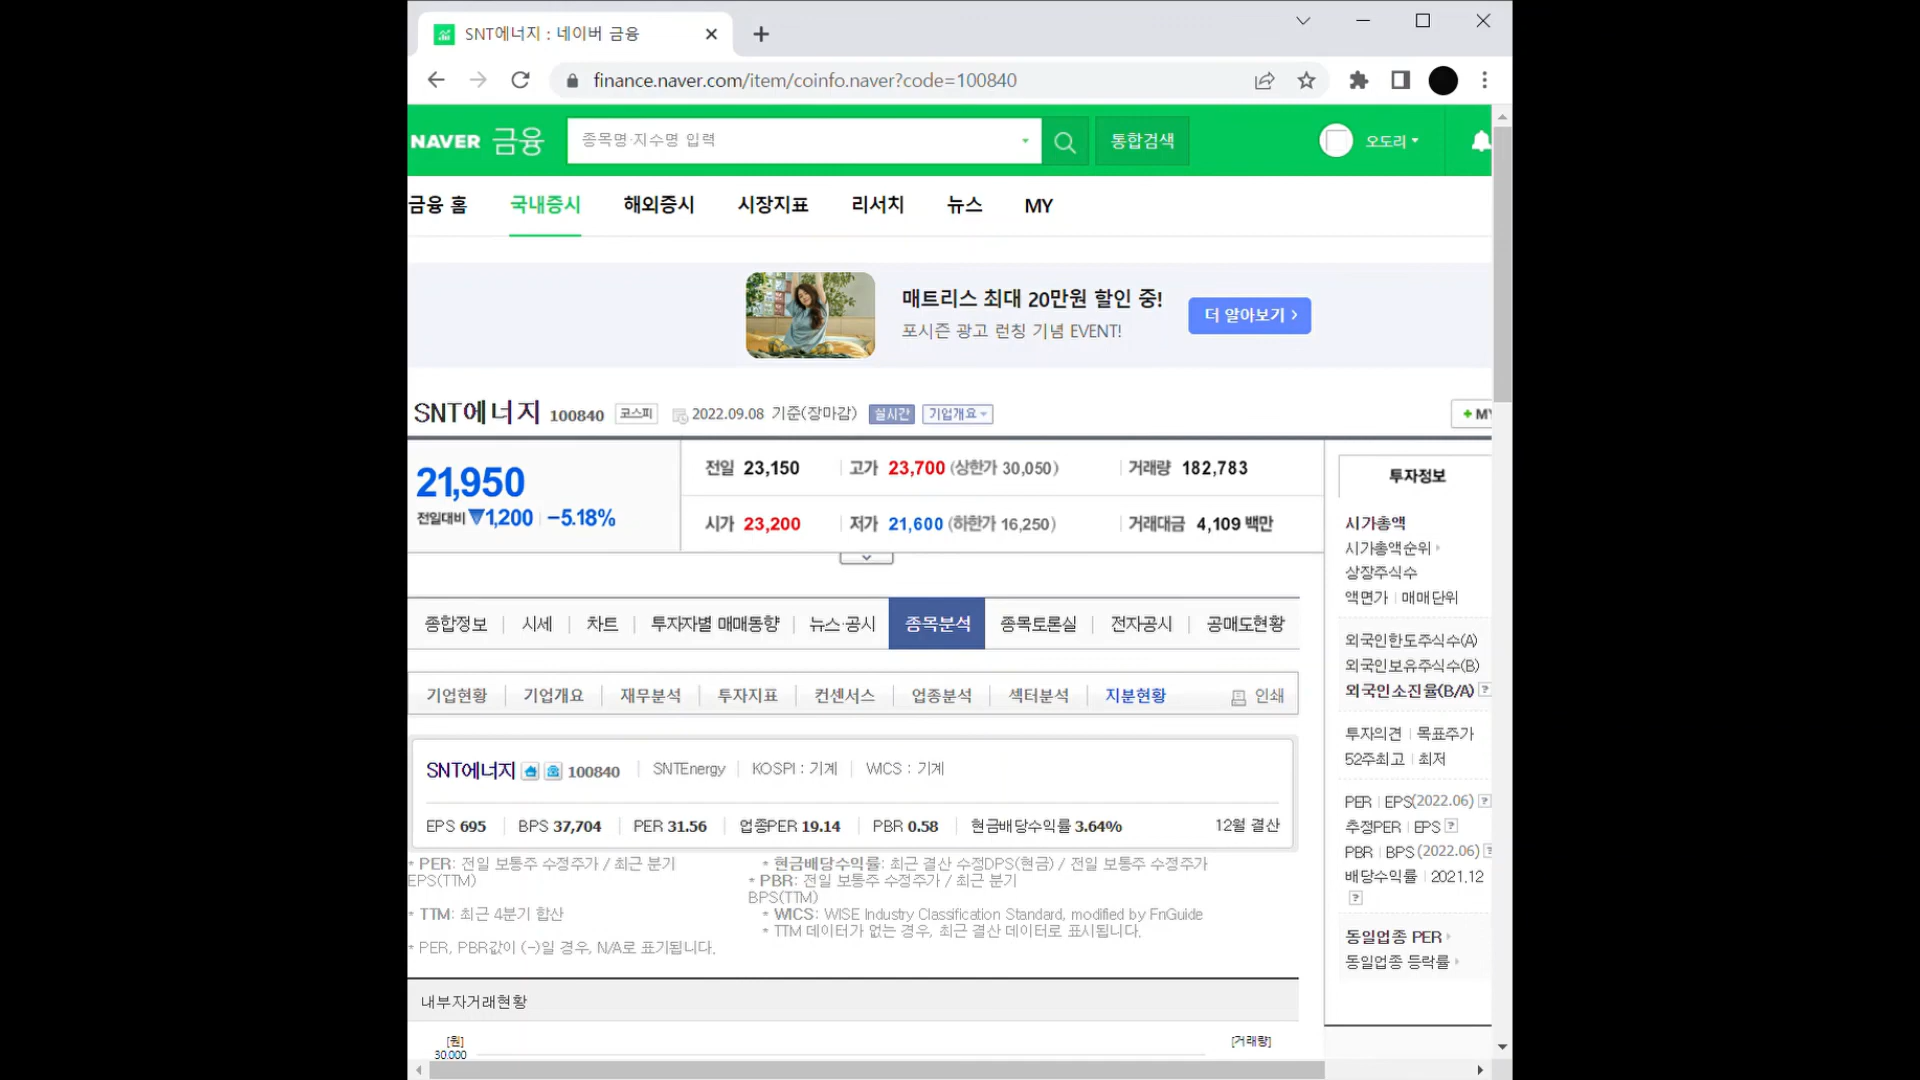 SNT에너지 : 네이버 금융
finance.naver.com/item/coinfo.naver?code=100840
NAVER 금융 종목명·지수명 입력 통합검색 오도리
금융 홈 국내증시 해외증시 시장지표 리서치 뉴스 MY
매트리스 최대 20만원 할인 중!
포시즌 광고 런칭 기념 EVENT!
더 알아보기 >
SNT에너지 100840 코스피 2022.09.08 기준(장마감) 실시간 기업개요 + MY
21,950
전일대비 ▼1,200 -5.18%
전일 23,150 고가 23,700 (상한가 30,050) 거래량 182,783
시가 23,200 저가 21,600 (하한가 16,250) 거래대금 4,109 백만
종합정보 시세 차트 투자자별 매매동향 뉴스·공시 종목분석 종목토론실 전자공시 공매도현황
기업현황 기업개요 재무분석 투자지표 컨센서스 업종분석 섹터분석 지분현황 인쇄
SNT에너지 100840 SNTEnergy KOSPI : 기계 WICS : 기계
EPS 695 BPS 37,704 PER 31.56 업종PER 19.14 PBR 0.58 현금배당수익률 3.64% 12월 결산
* PER: 전일 보통주 수정주가 / 최근 분기
EPS(TTM)
* TTM: 최근 4분기 합산
* PER, PBR값이 (-)일 경우, N/A로 표기됩니다.
* 현금배당수익률: 최근 결산 수정DPS(현금) / 전일 보통주 수정주가
* PBR: 전일 보통주 수정주가 / 최근 분기
BPS(TTM)
* WICS: WISE Industry Classification Standard, modified by FnGuide
* TTM 데이터가 없는 경우, 최근 결산 데이터로 표시됩니다.
내부자거래현황
[원] [거래량]
30,000
투자정보
시가총액
시가총액순위
상장주식수
액면가 매매단위
외국인한도주식수(A)
외국인보유주식수(B)
외국인소진율(B/A) ?
투자의견 목표주가
52주최고 최저
PER EPS(2022.06) ?
추정PER EPS ?
PBR BPS(2022.06) ?
배당수익률 2021.12
?
동일업종 PER
동일업종 등락률